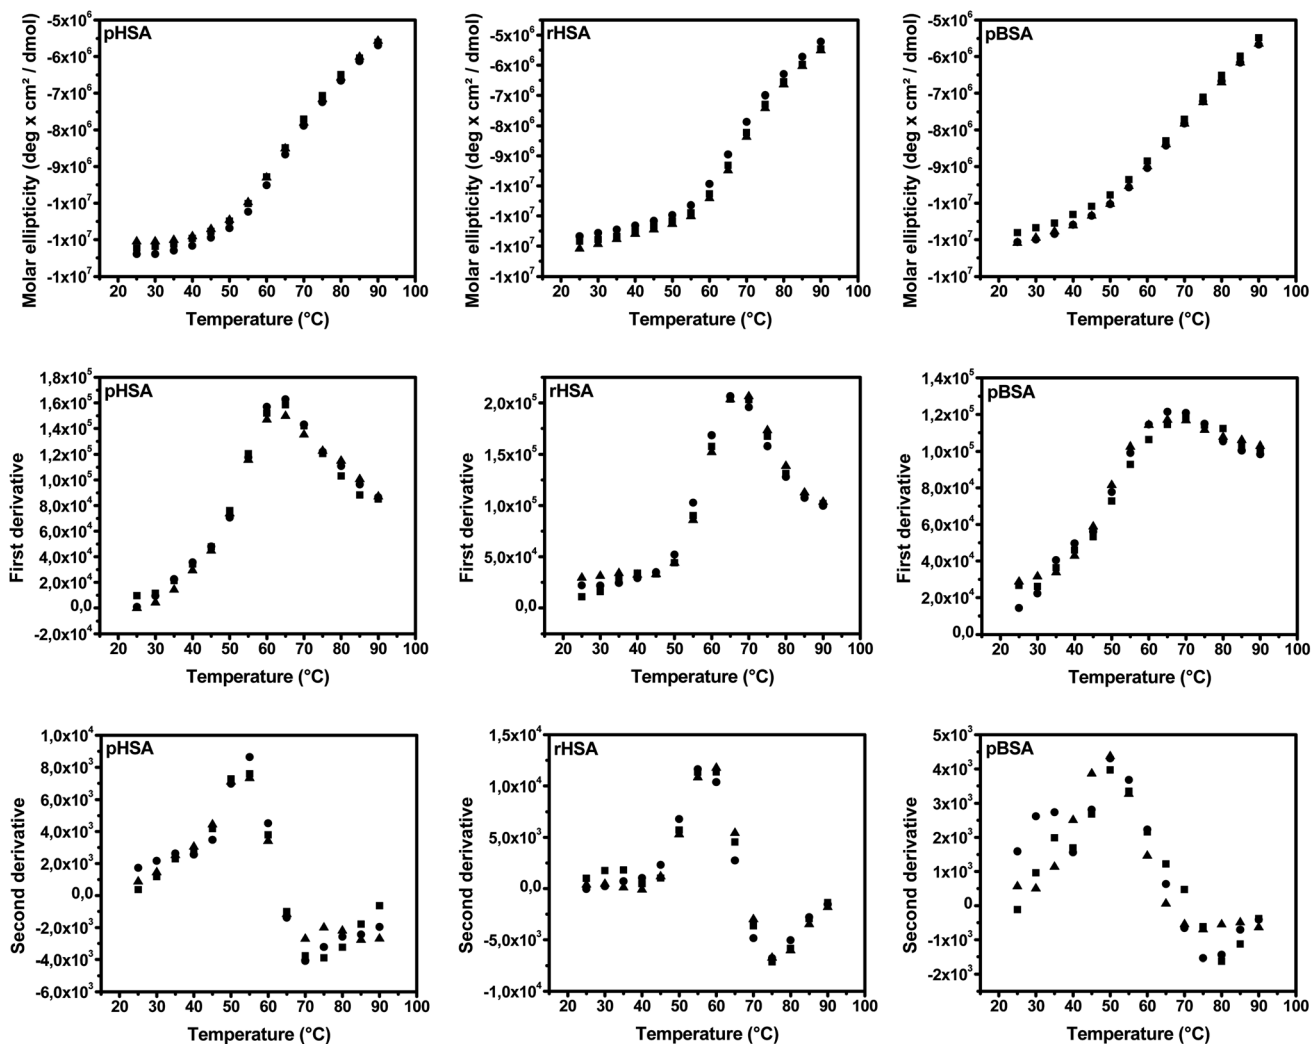 pHSA
Molar ellipticity (deg x cm² / dmol)
-5x10⁶
-6x10⁶
-7x10⁶
-8x10⁶
-9x10⁶
-1x10⁷
-1x10⁷
-1x10⁷
20 30 40 50 60 70 80 90 100
Temperature (°C)
rHSA
Molar ellipticity (deg x cm² / dmol)
-5x10⁶
-6x10⁶
-7x10⁶
-8x10⁶
-9x10⁶
-1x10⁷
-1x10⁷
-1x10⁷
-1x10⁷
20 30 40 50 60 70 80 90 100
Temperature (°C)
pBSA
Molar ellipticity (deg x cm² / dmol)
-5x10⁶
-6x10⁶
-7x10⁶
-8x10⁶
-9x10⁶
-1x10⁷
-1x10⁷
-1x10⁷
20 30 40 50 60 70 80 90 100
Temperature (°C)
pHSA
First derivative
1,8x10⁵
1,6x10⁵
1,4x10⁵
1,2x10⁵
1,0x10⁵
8,0x10⁴
6,0x10⁴
4,0x10⁴
2,0x10⁴
0,0
-2,0x10⁴
20 30 40 50 60 70 80 90 100
Temperature (°C)
rHSA
First derivative
2,0x10⁵
1,5x10⁵
1,0x10⁵
5,0x10⁴
0,0
20 30 40 50 60 70 80 90 100
Temperature (°C)
pBSA
First derivative
1,4x10⁵
1,2x10⁵
1,0x10⁵
8,0x10⁴
6,0x10⁴
4,0x10⁴
2,0x10⁴
0,0
20 30 40 50 60 70 80 90 100
Temperature (°C)
pHSA
Second derivative
1,0x10⁴
8,0x10³
6,0x10³
4,0x10³
2,0x10³
0,0
-2,0x10³
-4,0x10³
-6,0x10³
20 30 40 50 60 70 80 90 100
Temperature (°C)
rHSA
Second derivative
1,5x10⁴
1,0x10⁴
5,0x10³
0,0
-5,0x10³
-1,0x10⁴
20 30 40 50 60 70 80 90 100
Temperature (°C)
pBSA
Second derivative
5x10³
4x10³
3x10³
2x10³
1x10³
0
-1x10³
-2x10³
20 30 40 50 60 70 80 90 100
Temperature (°C)